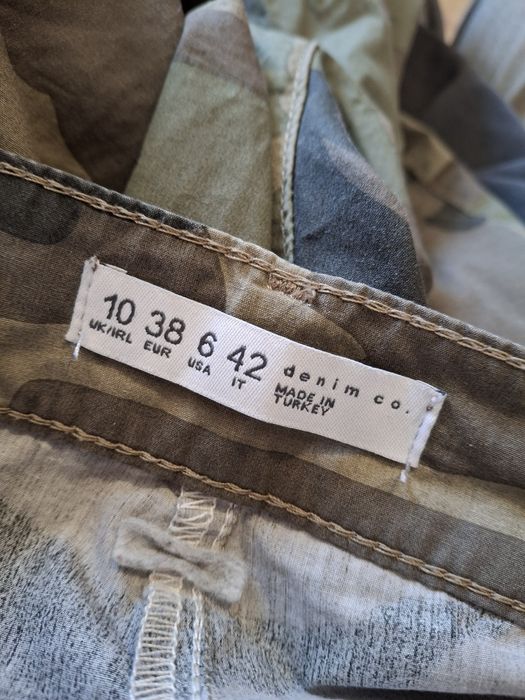 10 38 6 42 denim co.
UK/IRL EUR USA IT MADE IN
TURKEY